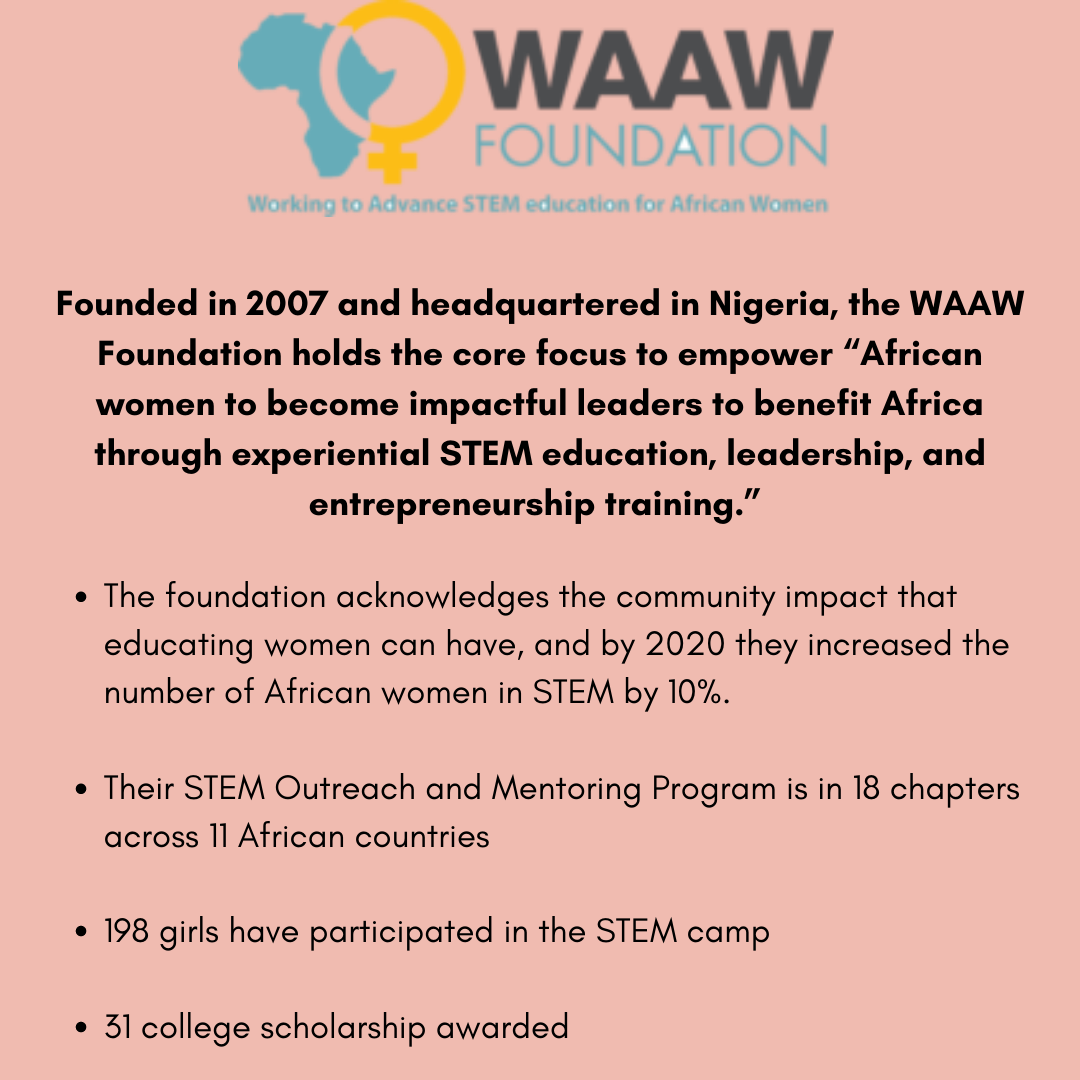 WAAW
FOUNDATION
Working to Advance STEM education for African Women
Founded in 2007 and headquartered in Nigeria, the WAAW
Foundation holds the core focus to empower “African
women to become impactful leaders to benefit Africa
through experiential STEM education, leadership, and
entrepreneurship training.”
• The foundation acknowledges the community impact that
educating women can have, and by 2020 they increased the
number of African women in STEM by 10%.
• Their STEM Outreach and Mentoring Program is in 18 chapters
across 11 African countries
• 198 girls have participated in the STEM camp
• 31 college scholarship awarded